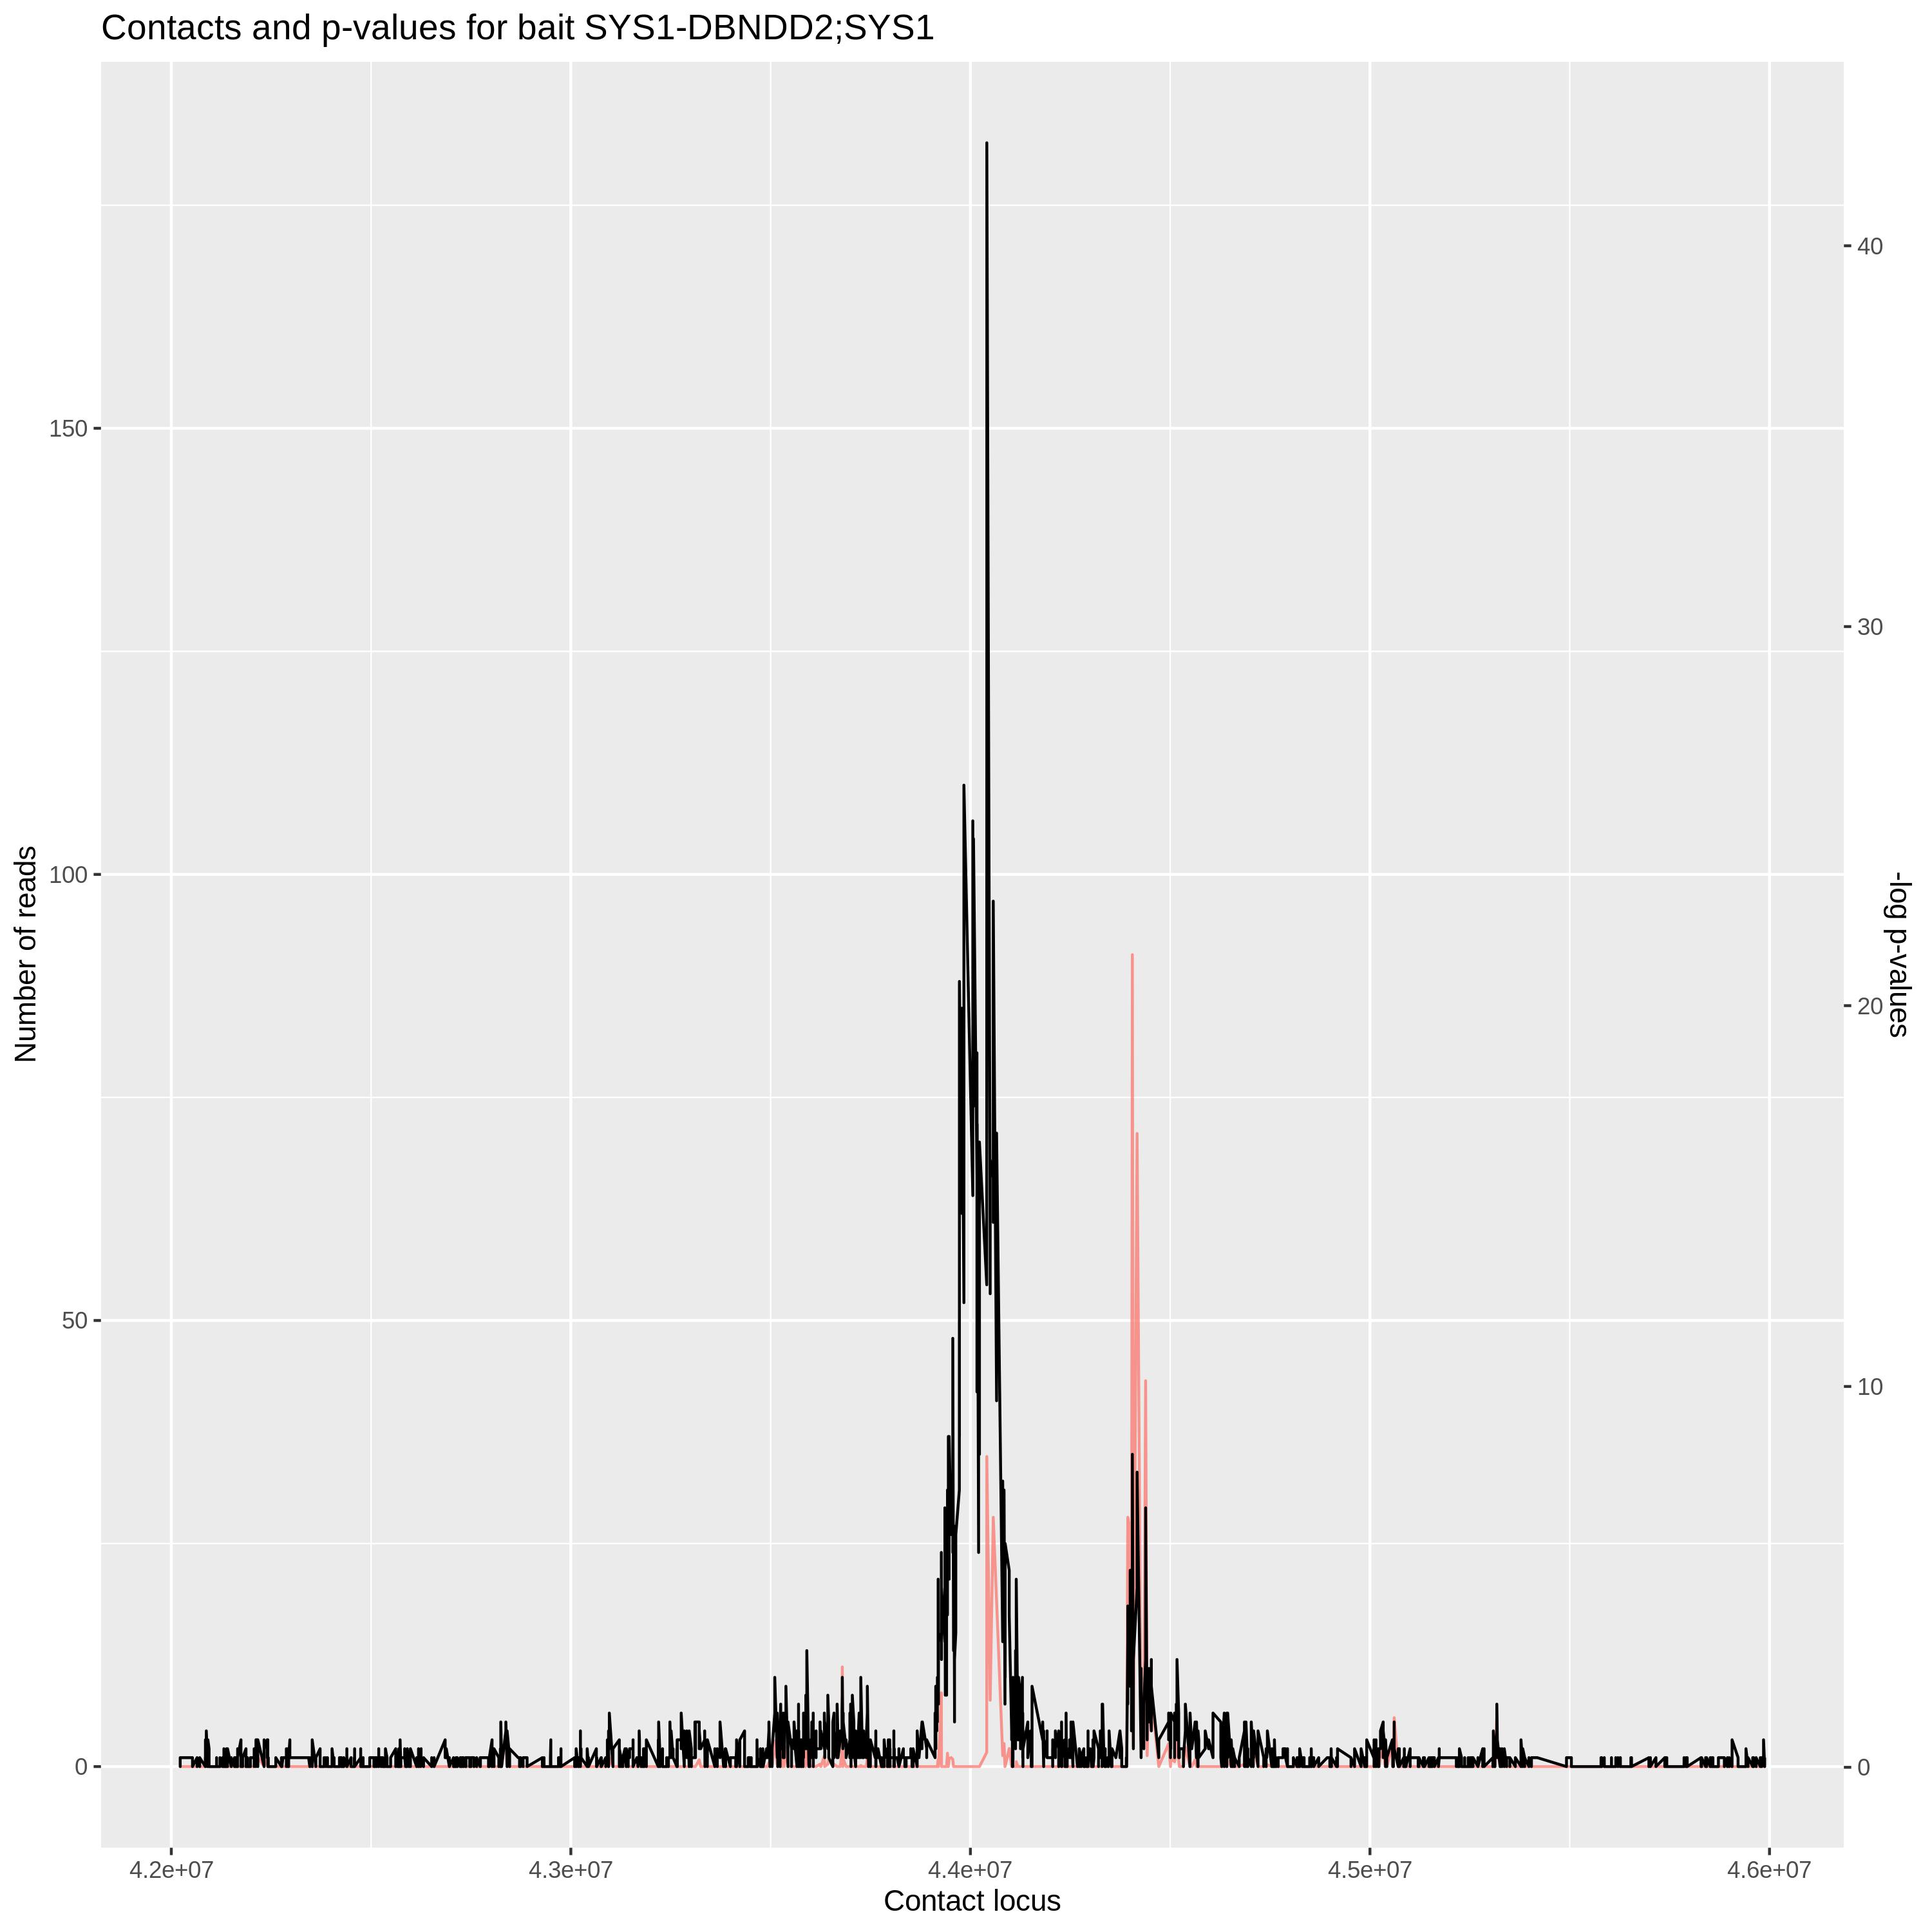 Contacts and p-values for bait SYS1-DBNDD2;SYS1
150
100
50
0
Number of reads
40
30
20
10
0
-log p-values
4.2e+07
4.3e+07
4.4e+07
4.5e+07
4.6e+07
Contact locus